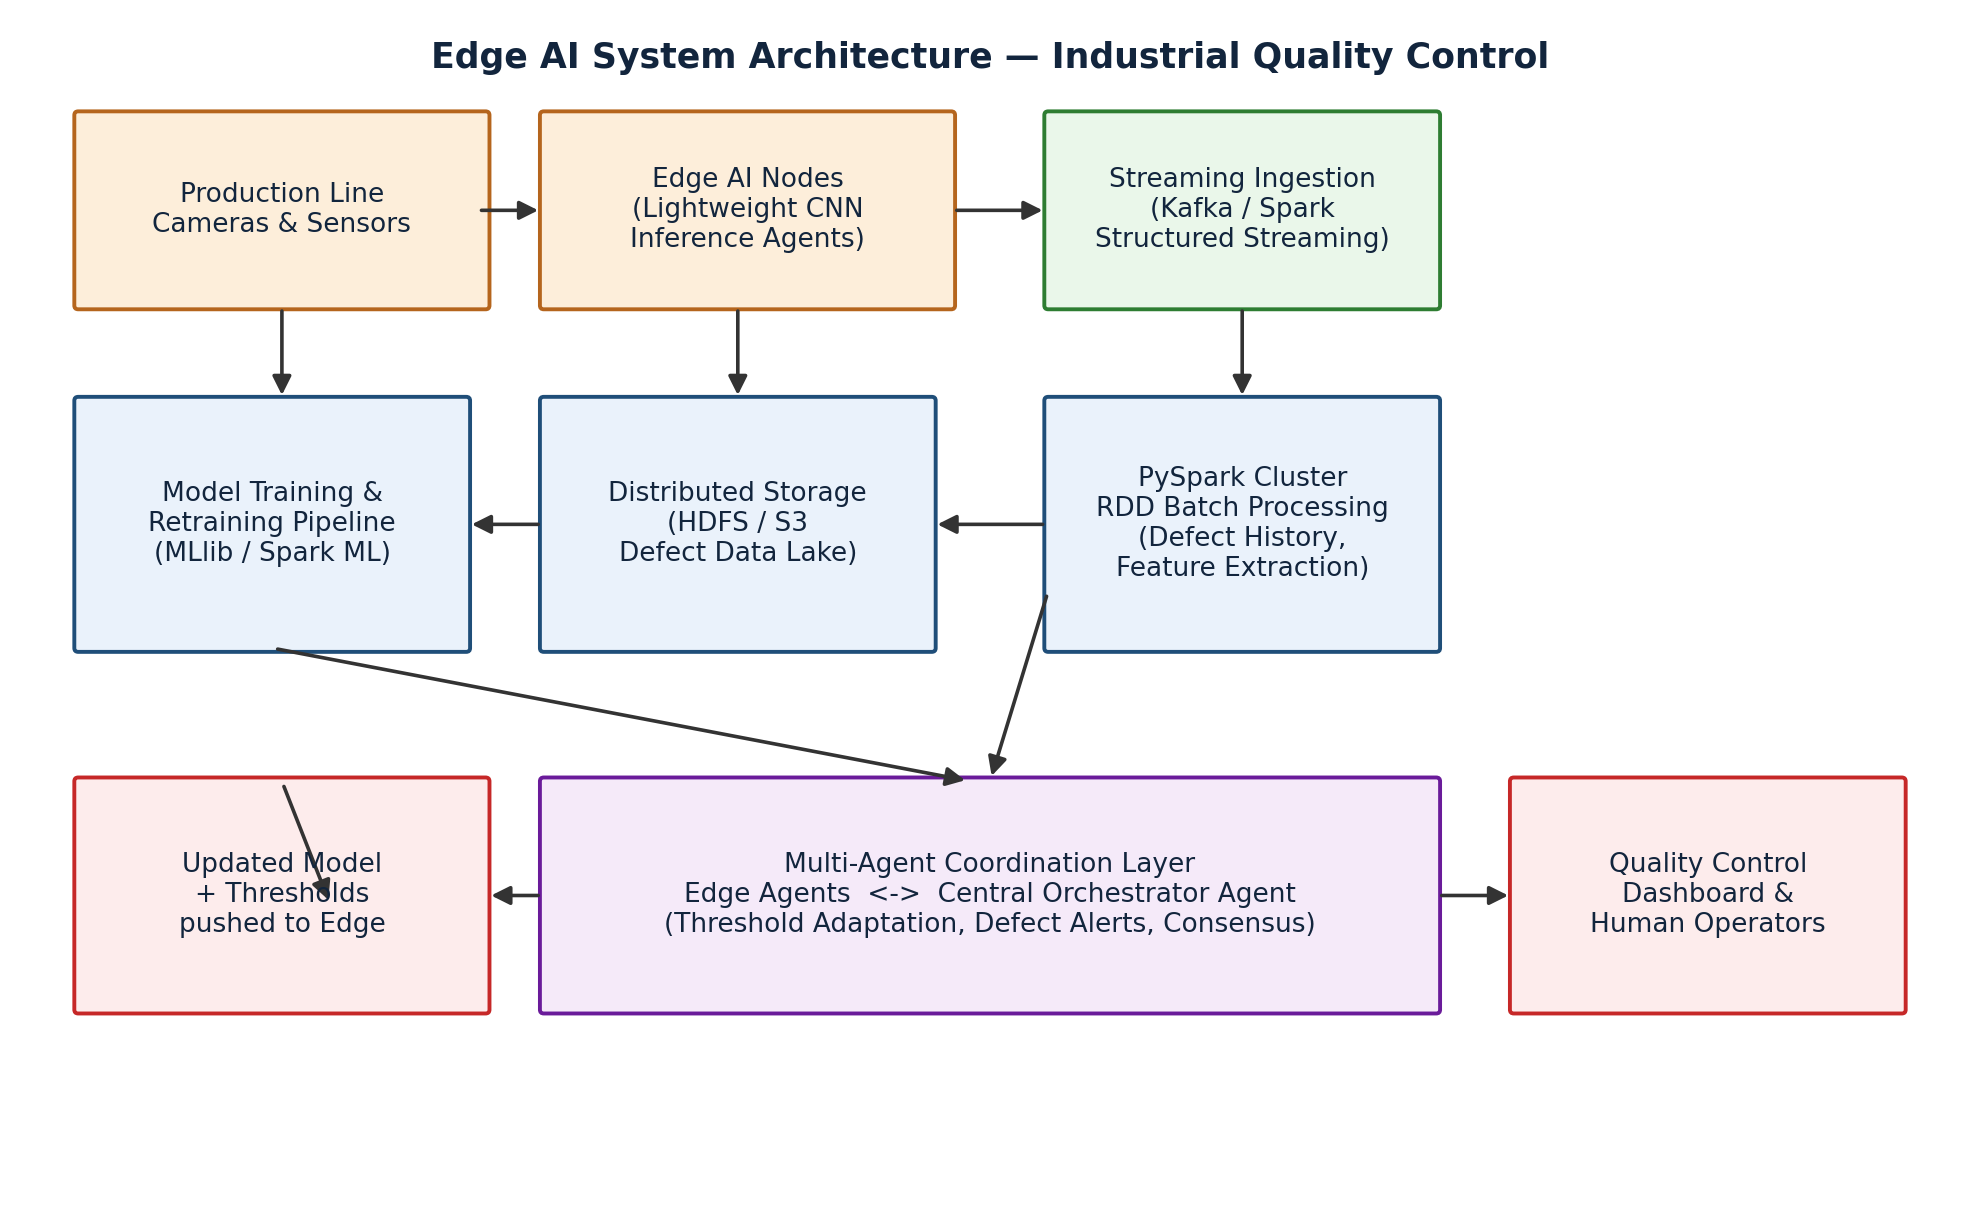 Edge AI System Architecture — Industrial Quality Control
Production Line
Cameras & Sensors
Edge AI Nodes
(Lightweight CNN
Inference Agents)
Streaming Ingestion
(Kafka / Spark
Structured Streaming)
Model Training &
Retraining Pipeline
(MLlib / Spark ML)
Distributed Storage
(HDFS / S3
Defect Data Lake)
PySpark Cluster
RDD Batch Processing
(Defect History,
Feature Extraction)
Updated Model
+ Thresholds
pushed to Edge
Multi-Agent Coordination Layer
Edge Agents  <->  Central Orchestrator Agent
(Threshold Adaptation, Defect Alerts, Consensus)
Quality Control
Dashboard &
Human Operators